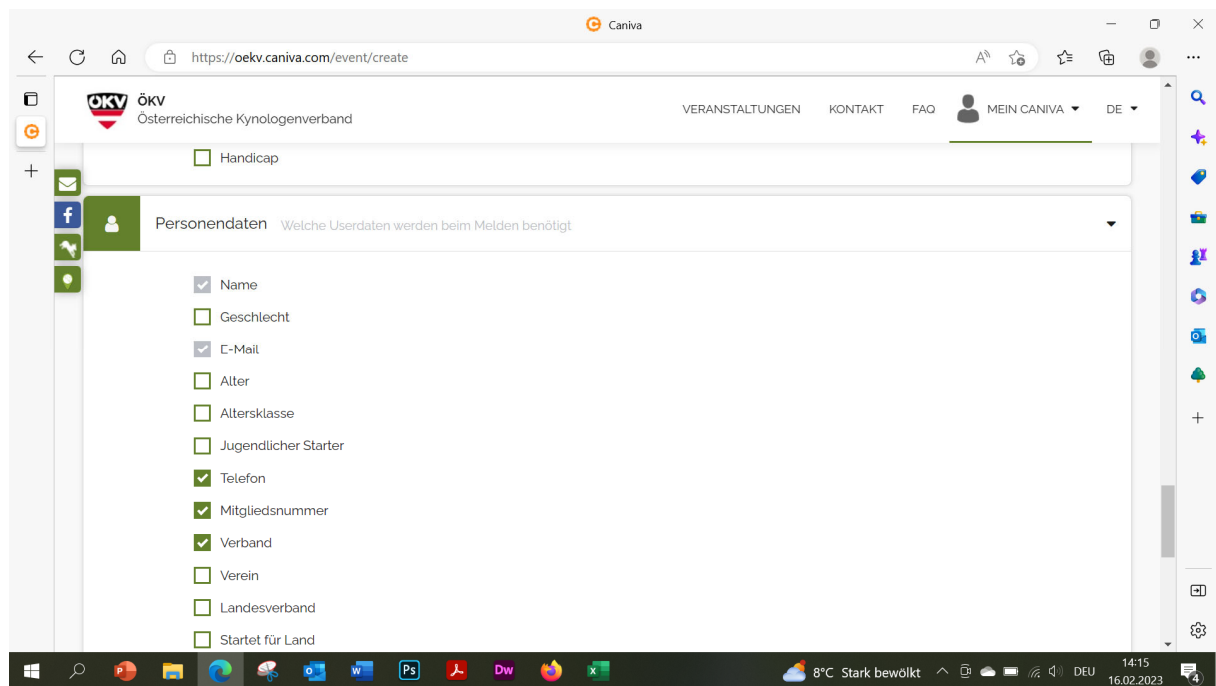 Caniva
https://oekv.caniva.com/event/create
ÖKV
ÖKV
Österreichische Kynologenverband
VERANSTALTUNGEN KONTAKT FAQ MEIN CANIVA DE
Handicap
Personendaten Welche Userdaten werden beim Melden benötigt
Name
Geschlecht
E-Mail
Alter
Altersklasse
Jugendlicher Starter
Telefon
Mitgliedsnummer
Verband
Verein
Landesverband
Startet für Land
8°C Stark bewölkt DEU 14:15
16.02.2023
4